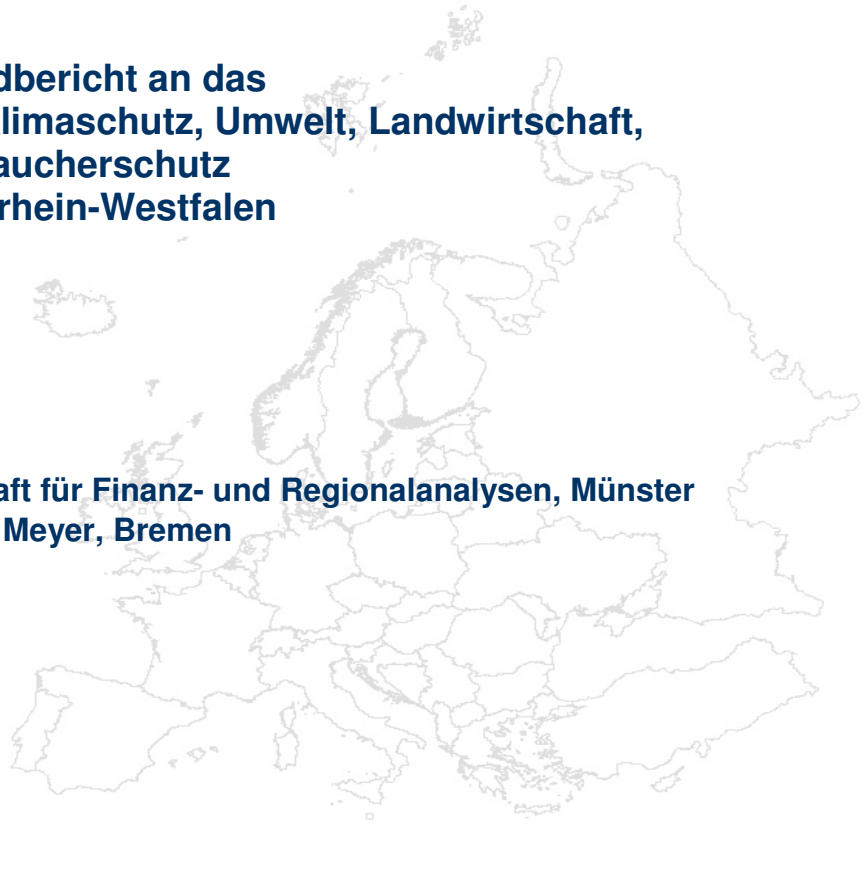 dbericht an das
limaschutz, Umwelt, Landwirtschaft,
aucherschutz
rhein-Westfalen
aft für Finanz- und Regionalanalysen, Münster
Meyer, Bremen